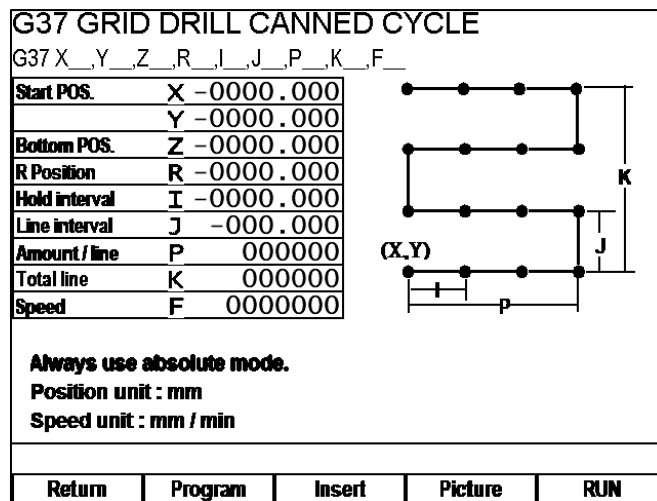 G37 GRID DRILL CANNED CYCLE
G37 X__,Y__,Z__,R__,I__,J__,P__,K__,F__
Start POS. X -0000.000
Y -0000.000
Bottom POS. Z -0000.000
R Position R -0000.000
Hold interval I -0000.000
Line interval J -000.000
Amount / line P 000000
Total line K 000000
Speed F 0000000
K
J
(X,Y)
I
P
Always use absolute mode.
Position unit : mm
Speed unit : mm / min
Return Program Insert Picture RUN